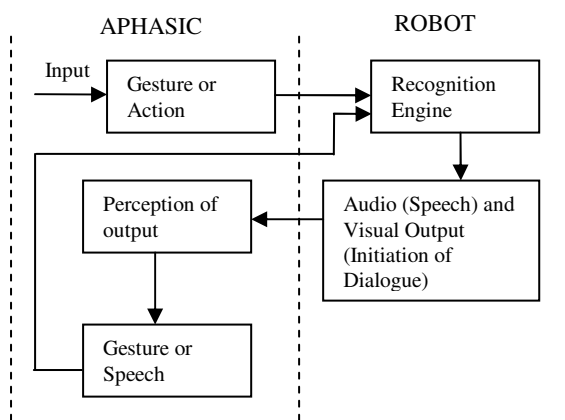 APHASIC
ROBOT
Input
Gesture or
Action
Recognition
Engine
Perception of
output
Audio (Speech) and
Visual Output
(Initiation of
Dialogue)
Gesture or
Speech